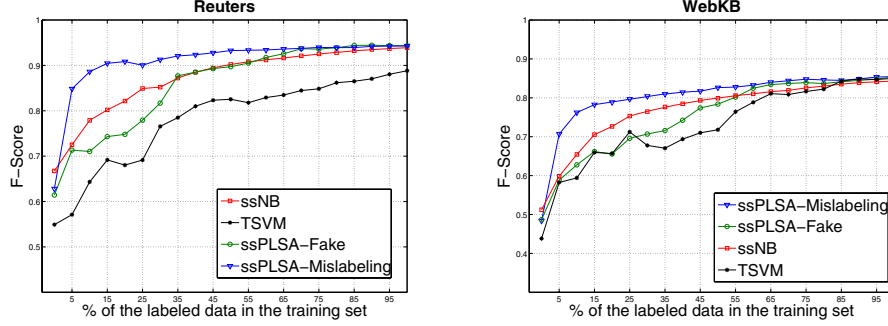 Reuters
1
0.9
0.8
0.7
0.6
0.5
F-Score
5 15 25 35 45 55 65 75 85 95
% of the labeled data in the training set
ssNB
TSVM
ssPLSA-Fake
ssPLSA-Mislabeling
WebKB
1
0.9
0.8
0.7
0.6
0.5
0.4
F-Score
5 15 25 35 45 55 65 75 85 95
% of the labeled data in the training set
ssPLSA-Mislabeling
ssPLSA-Fake
ssNB
TSVM